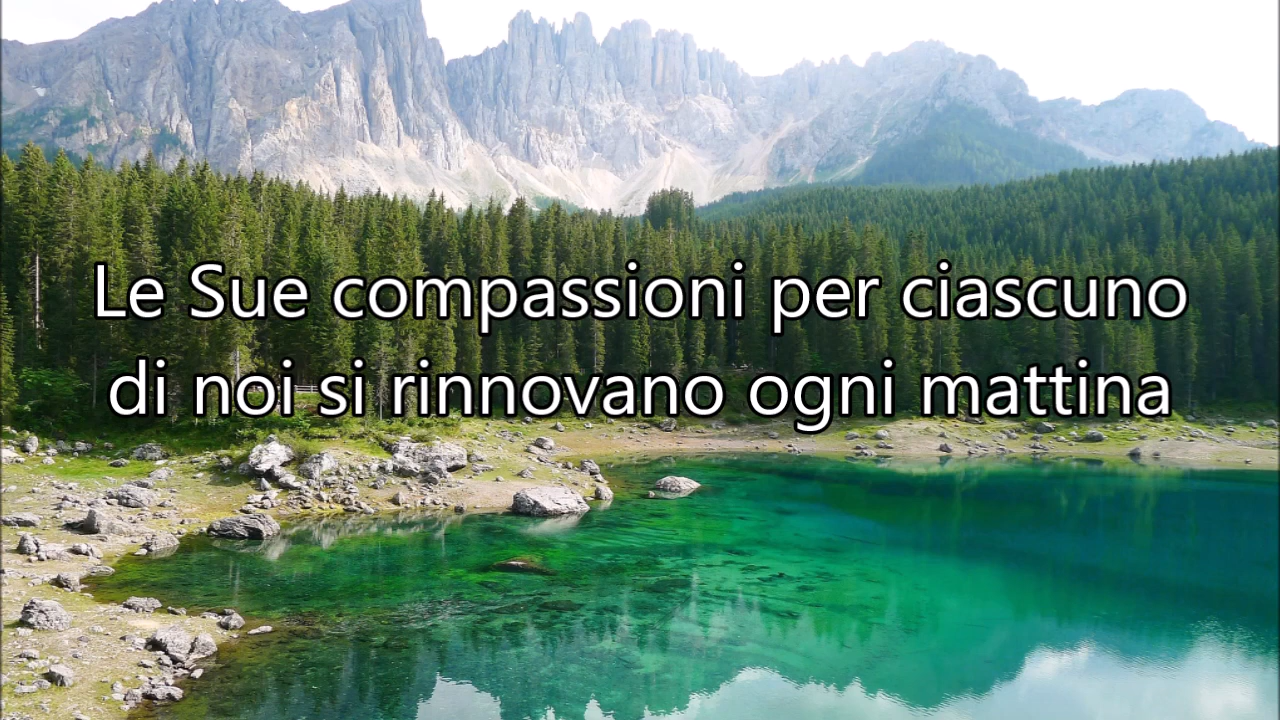 Le Sue compassioni per ciascuno
di noi si rinnovano ogni mattina